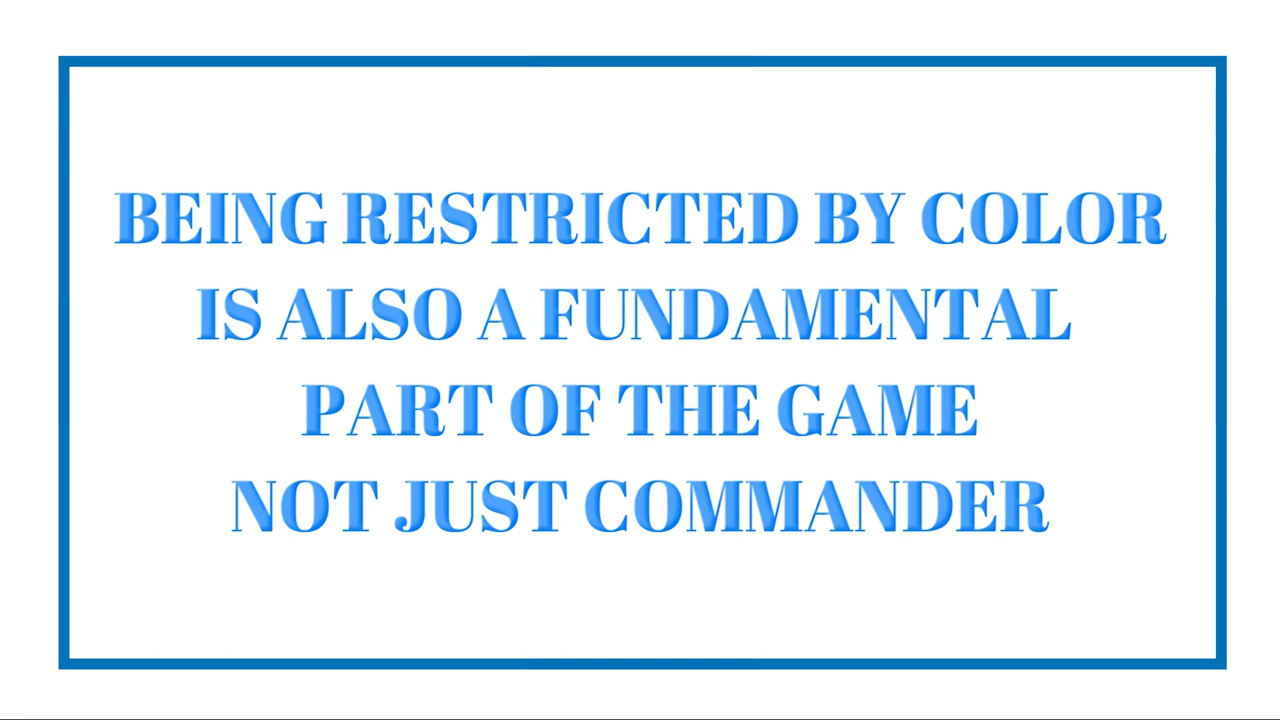 BEING RESTRICTED BY COLOR
IS ALSO A FUNDAMENTAL
PART OF THE GAME
NOT JUST COMMANDER